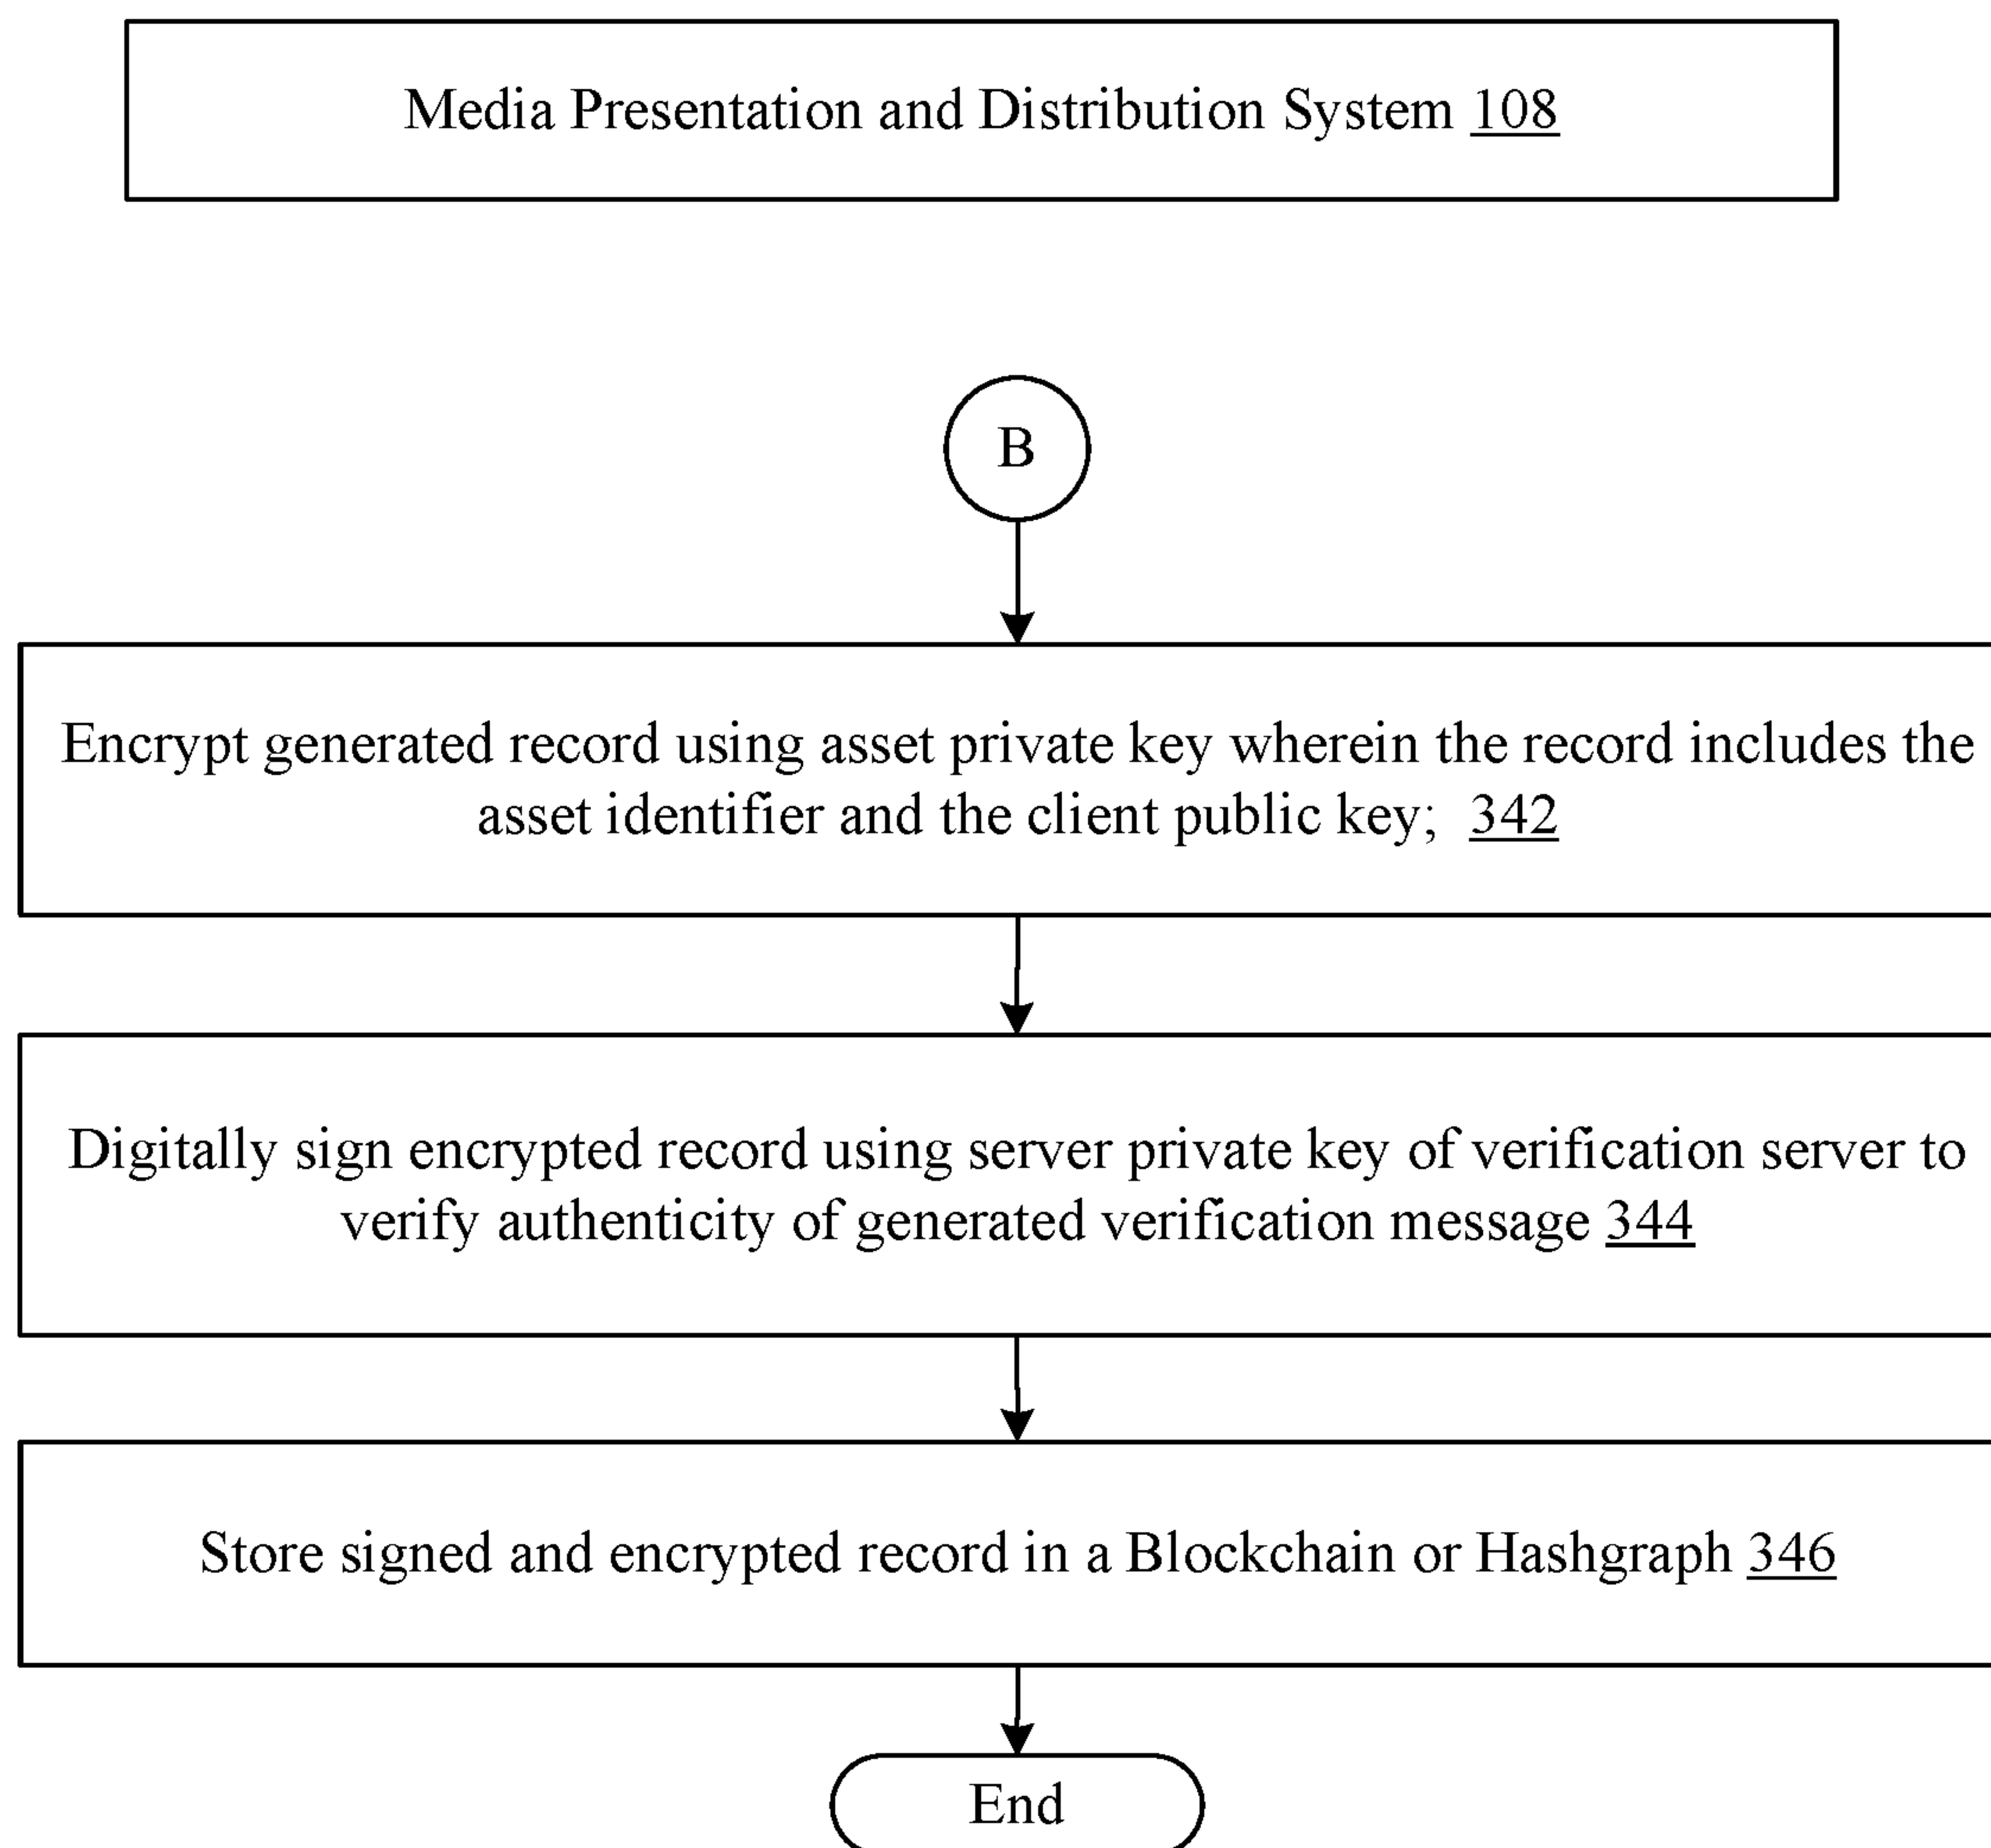 Media Presentation and Distribution System 108
B
Encrypt generated record using asset private key wherein the record includes the
asset identifier and the client public key; 342
Digitally sign encrypted record using server private key of verification server to
verify authenticity of generated verification message 344
Store signed and encrypted record in a Blockchain or Hashgraph 346
End